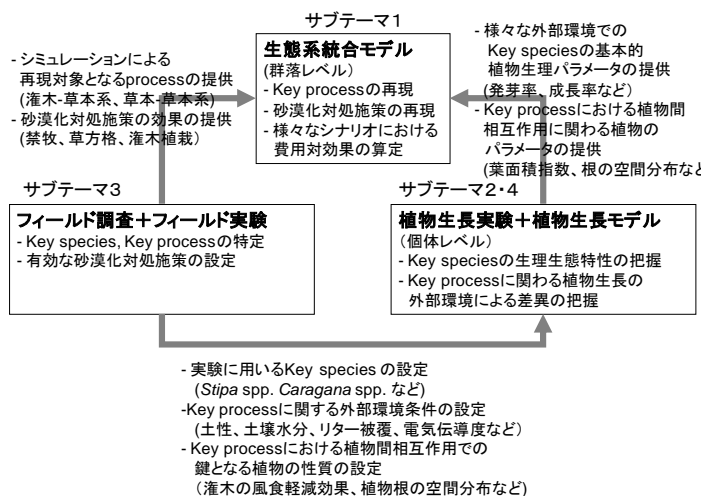 サブテーマ1
生態系統合モデル
(群落レベル)
- Key processの再現
- 砂漠化対処施策の再現
- 様々なシナリオにおける
費用対効果の算定
- シミュレーションによる
再現対象となるprocessの提供
(潅木-草本系、草本-草本系)
- 砂漠化対処施策の効果の提供
(禁牧、草方格、潅木植栽)
- 様々な外部環境での
Key speciesの基本的
植物生理パラメータの提供
(発芽率、成長率など)
- Key processにおける植物間
相互作用に関わる植物の
パラメータの提供
(葉面積指数、根の空間分布など
サブテーマ3
フィールド調査+フィールド実験
- Key species, Key processの特定
- 有効な砂漠化対処施策の設定
サブテーマ2・4
植物生長実験+植物生長モデル
(個体レベル)
- Key speciesの生理生態特性の把握
- Key processに関わる植物生長の
外部環境による差異の把握
- 実験に用いるKey species の設定
(Stipa spp. Caragana spp. など)
-Key processに関する外部環境条件の設定
(土性、土壌水分、リター被覆、電気伝導度など)
- Key processにおける植物間相互作用での
鍵となる植物の性質の設定
(潅木の風食軽減効果、植物根の空間分布など)